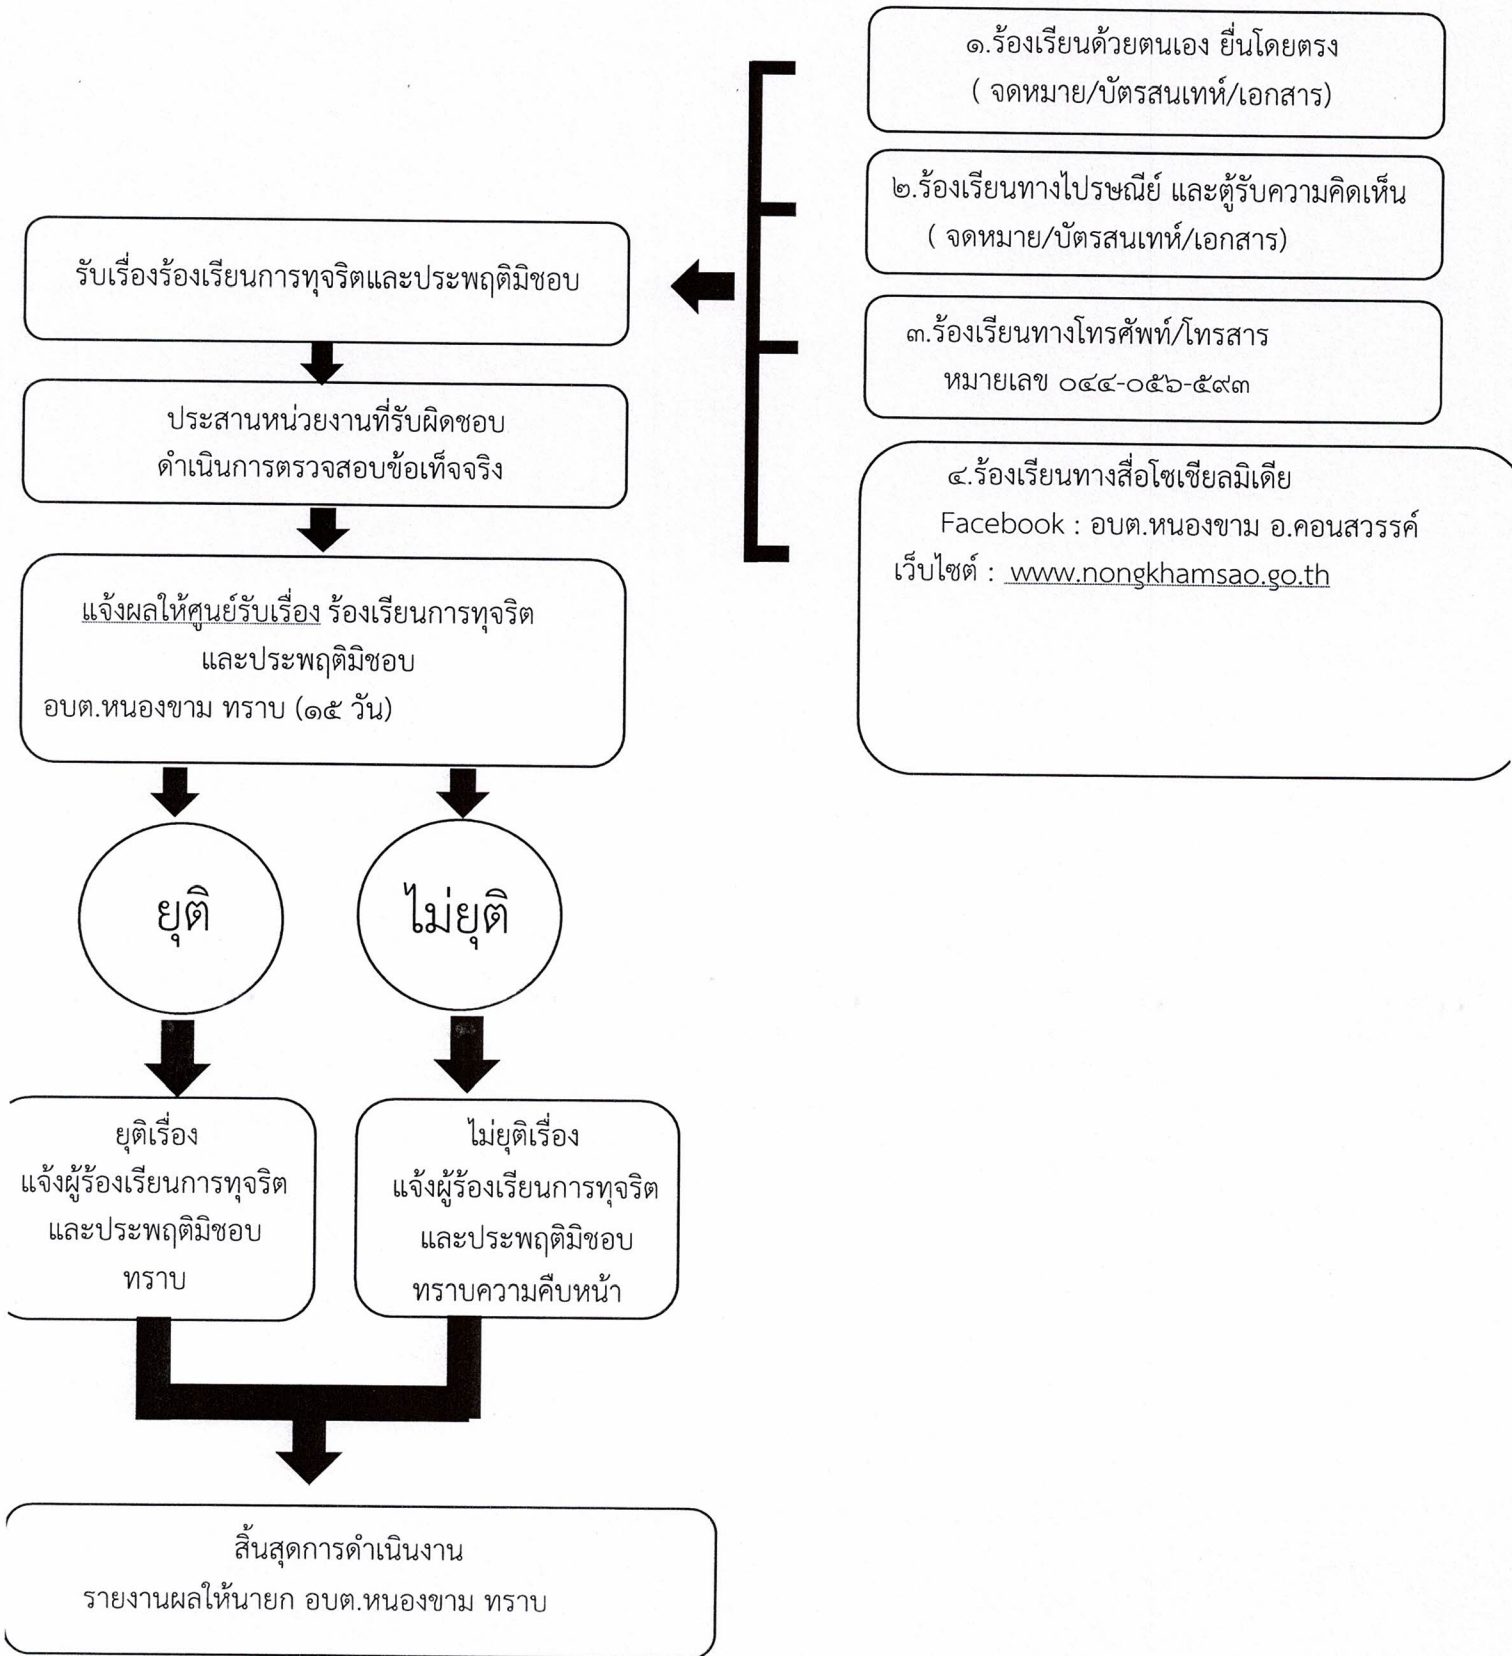 ๑.ร้องเรียนด้วยตนเอง ยื่นโดยตรง
( จดหมาย/บัตรสนเทห์/เอกสาร)
๒.ร้องเรียนทางไปรษณีย์ และตู้รับความคิดเห็น
( จดหมาย/บัตรสนเทห์/เอกสาร)
๓.ร้องเรียนทางโทรศัพท์/โทรสาร
หมายเลข ๐๔๔-๐๕๖-๕๙๓
๔.ร้องเรียนทางสื่อโซเชียลมิเดีย
Facebook : อบต.หนองขาม อ.คอนสวรรค์
เว็บไซต์ : www.nongkhamsao.go.th
รับเรื่องร้องเรียนการทุจริตและประพฤติมิชอบ
ประสานหน่วยงานที่รับผิดชอบ
ดำเนินการตรวจสอบข้อเท็จจริง
แจ้งผลให้ศูนย์รับเรื่อง ร้องเรียนการทุจริต
และประพฤติมิชอบ
อบต.หนองขาม ทราบ (๑๕ วัน)
ยุติ
ไม่ยุติ
ยุติเรื่อง
แจ้งผู้ร้องเรียนการทุจริต
และประพฤติมิชอบ
ทราบ
ไม่ยุติเรื่อง
แจ้งผู้ร้องเรียนการทุจริต
และประพฤติมิชอบ
ทราบความคืบหน้า
สิ้นสุดการดำเนินงาน
รายงานผลให้นายก อบต.หนองขาม ทราบ